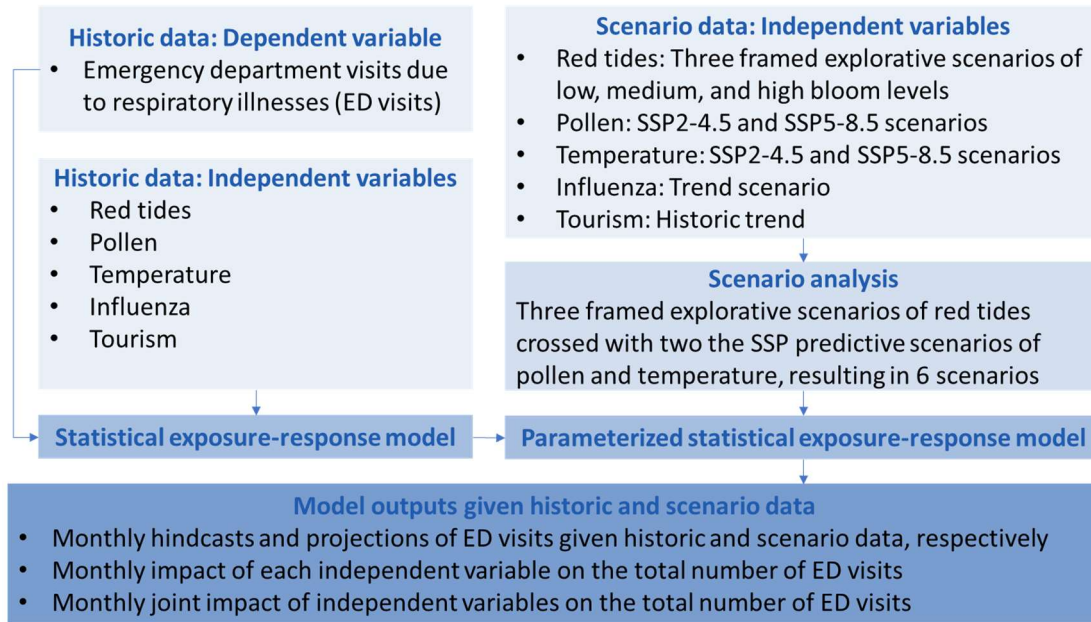 Historic data: Dependent variable
• Emergency department visits due
to respiratory illnesses (ED visits)
Historic data: Independent variables
• Red tides
• Pollen
• Temperature
• Influenza
• Tourism
Statistical exposure-response model
Scenario data: Independent variables
• Red tides: Three framed explorative scenarios of
low, medium, and high bloom levels
• Pollen: SSP2-4.5 and SSP5-8.5 scenarios
• Temperature: SSP2-4.5 and SSP5-8.5 scenarios
• Influenza: Trend scenario
• Tourism: Historic trend
Scenario analysis
Three framed explorative scenarios of red tides
crossed with two the SSP predictive scenarios of
pollen and temperature, resulting in 6 scenarios
Parameterized statistical exposure-response model
Model outputs given historic and scenario data
• Monthly hindcasts and projections of ED visits given historic and scenario data, respectively
• Monthly impact of each independent variable on the total number of ED visits
• Monthly joint impact of independent variables on the total number of ED visits